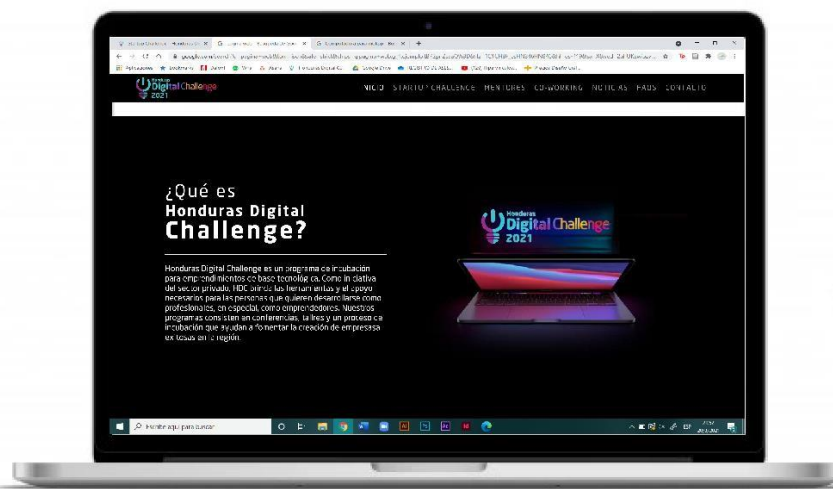 Honduras
Digital Challenge
2021
INICIO STARTUP CHALLENGE MENTORES CO-WORKING NOTICIAS FAQS CONTACTO
¿Qué es
Honduras Digital
Challenge?
Honduras Digital Challenge es un programa de incubación
para emprendimientos de base tecnológica. Como iniciativa
del sector privado, HDC brinda las herramientas y el apoyo
necesarios para las personas que quieren desarrollarse como
profesionales, en especial, como emprendedores. Nuestros
programas consisten en conferencias, talleres y un proceso de
incubación que ayudan a fomentar la creación de empresasa
exitosas en la región.
Honduras
Digital Challenge
2021
Escribe aquí para buscar
ESP